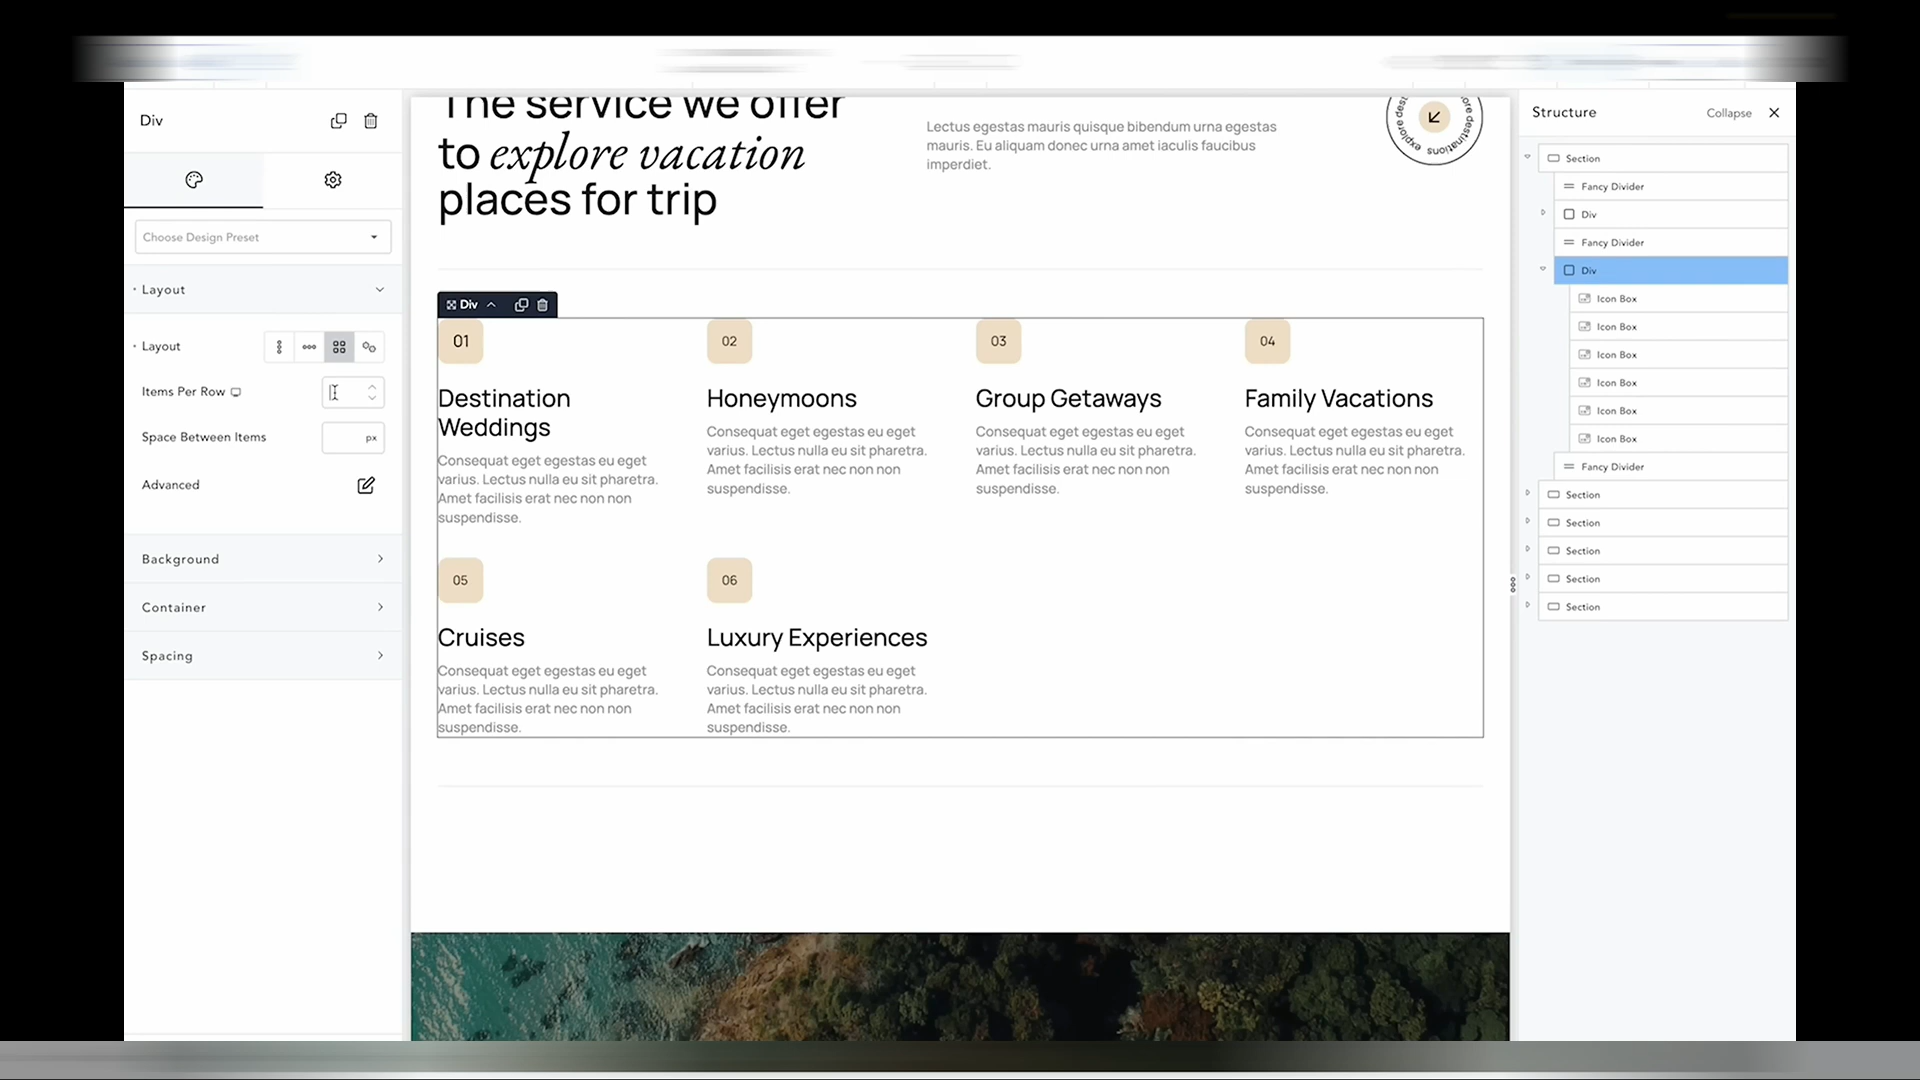 Div
Choose Design Preset
Layout
Layout
Items Per Row
Space Between Items
px
Advanced
Background
Container
Spacing
The service we offer
to explore vacation
places for trip
Lectus egestas mauris quisque bibendum urna egestas
mauris. Eu aliquam donec urna amet iaculis faucibus
imperdiet.
explore destinations
Div
01
Destination
Weddings
Consequat eget egestas eu eget
varius. Lectus nulla eu sit pharetra.
Amet facilisis erat nec non non
suspendisse.
02
Honeymoons
Consequat eget egestas eu eget
varius. Lectus nulla eu sit pharetra.
Amet facilisis erat nec non non
suspendisse.
03
Group Getaways
Consequat eget egestas eu eget
varius. Lectus nulla eu sit pharetra.
Amet facilisis erat nec non non
suspendisse.
04
Family Vacations
Consequat eget egestas eu eget
varius. Lectus nulla eu sit pharetra.
Amet facilisis erat nec non non
suspendisse.
05
Cruises
Consequat eget egestas eu eget
varius. Lectus nulla eu sit pharetra.
Amet facilisis erat nec non non
suspendisse.
06
Luxury Experiences
Consequat eget egestas eu eget
varius. Lectus nulla eu sit pharetra.
Amet facilisis erat nec non non
suspendisse.
Structure
Collapse
Section
Fancy Divider
Div
Fancy Divider
Div
Icon Box
Icon Box
Icon Box
Icon Box
Icon Box
Icon Box
Fancy Divider
Section
Section
Section
Section
Section